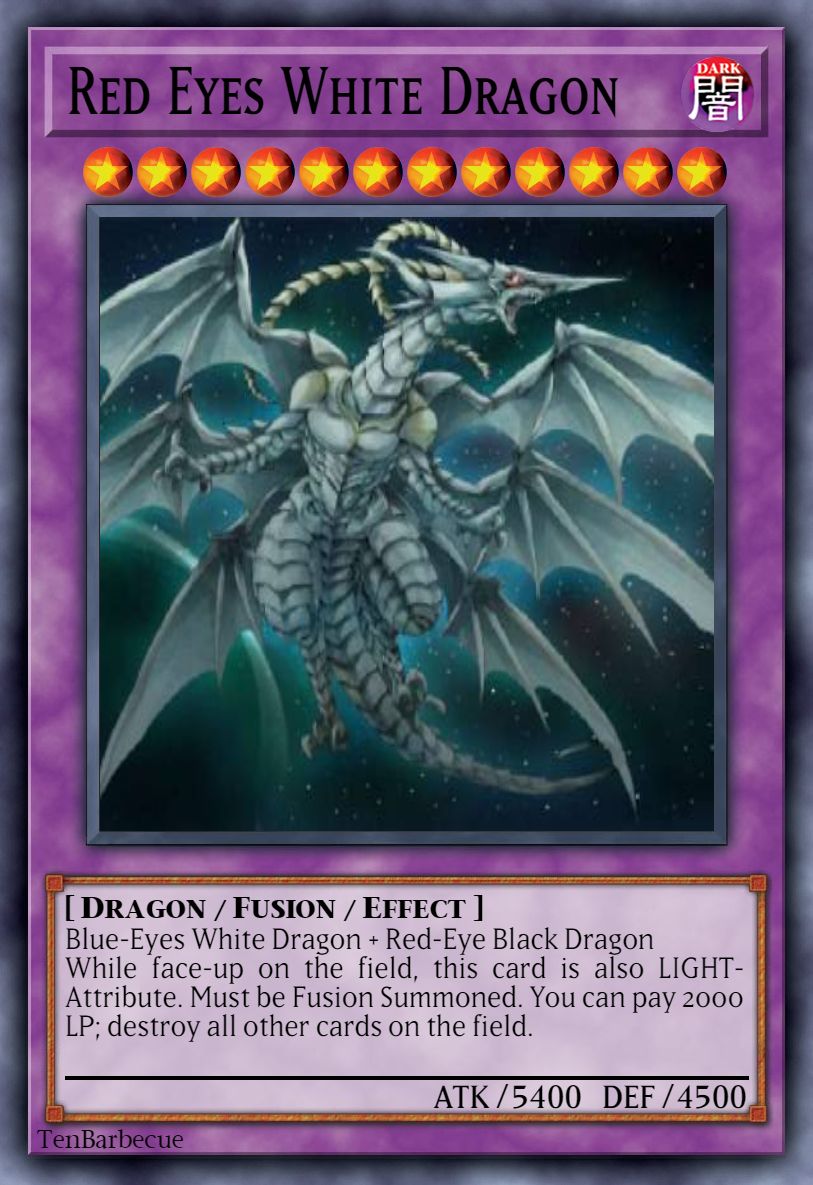 Red Eyes White Dragon
DARK
闇
[ Dragon / Fusion / Effect ]
Blue-Eyes White Dragon + Red-Eye Black Dragon
While face-up on the field, this card is also LIGHT-
Attribute. Must be Fusion Summoned. You can pay 2000
LP; destroy all other cards on the field.
ATK / 5400 DEF / 4500
TenBarbecue